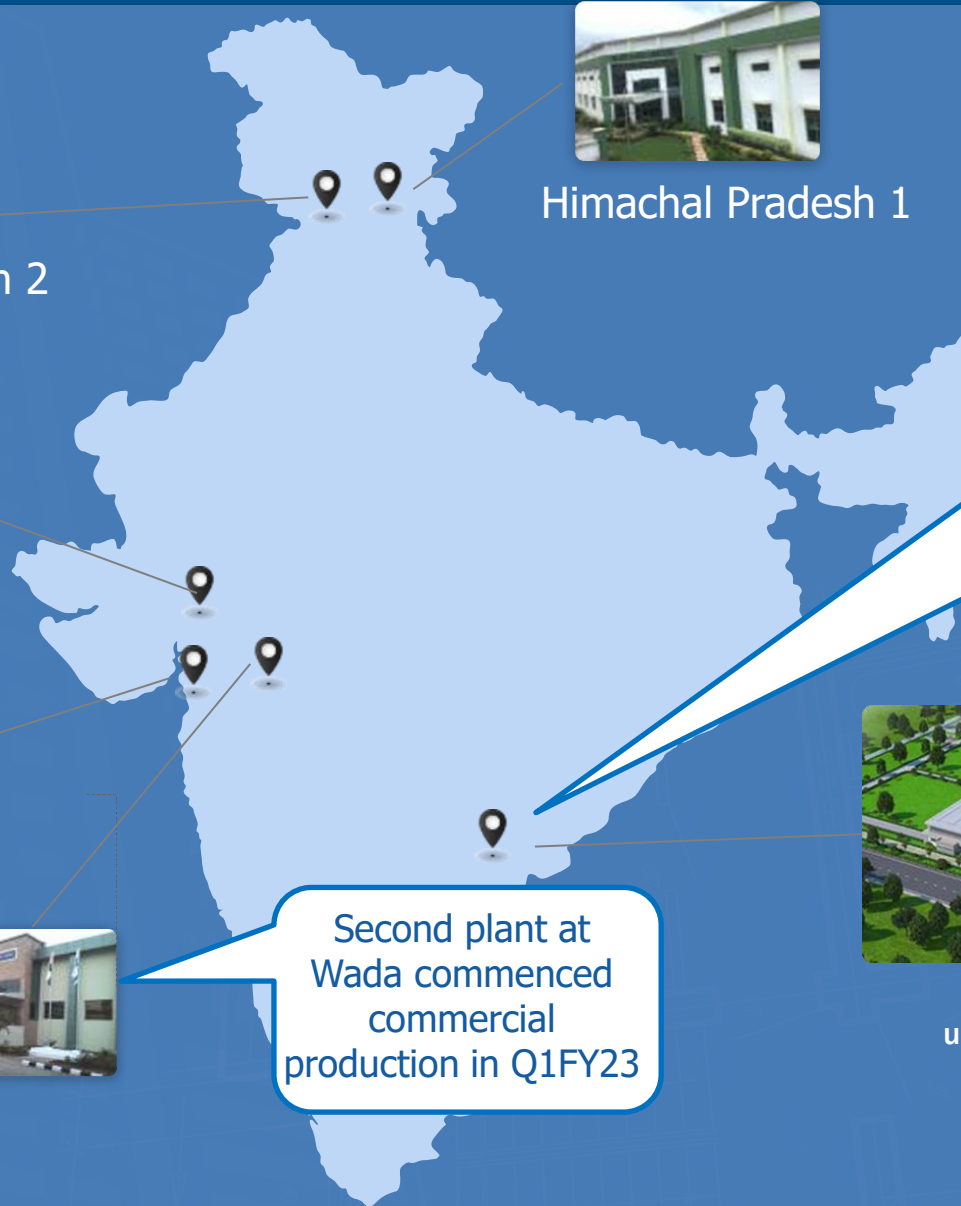 Himachal Pradesh 1
n 2
Second plant at
Wada commenced
commercial
production in Q1FY23
u